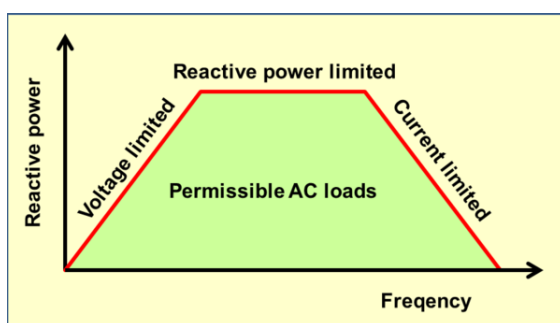 Reactive power limited
Voltage limited
Current limited
Reactive power
Permissible AC loads
Freqency